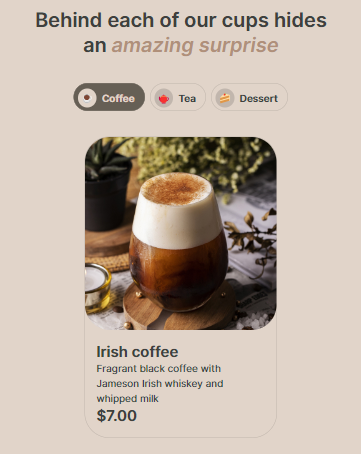 Behind each of our cups hides
an amazing surprise
Coffee
Tea
Dessert
Irish coffee
Fragrant black coffee with
Jameson Irish whiskey and
whipped milk
$7.00